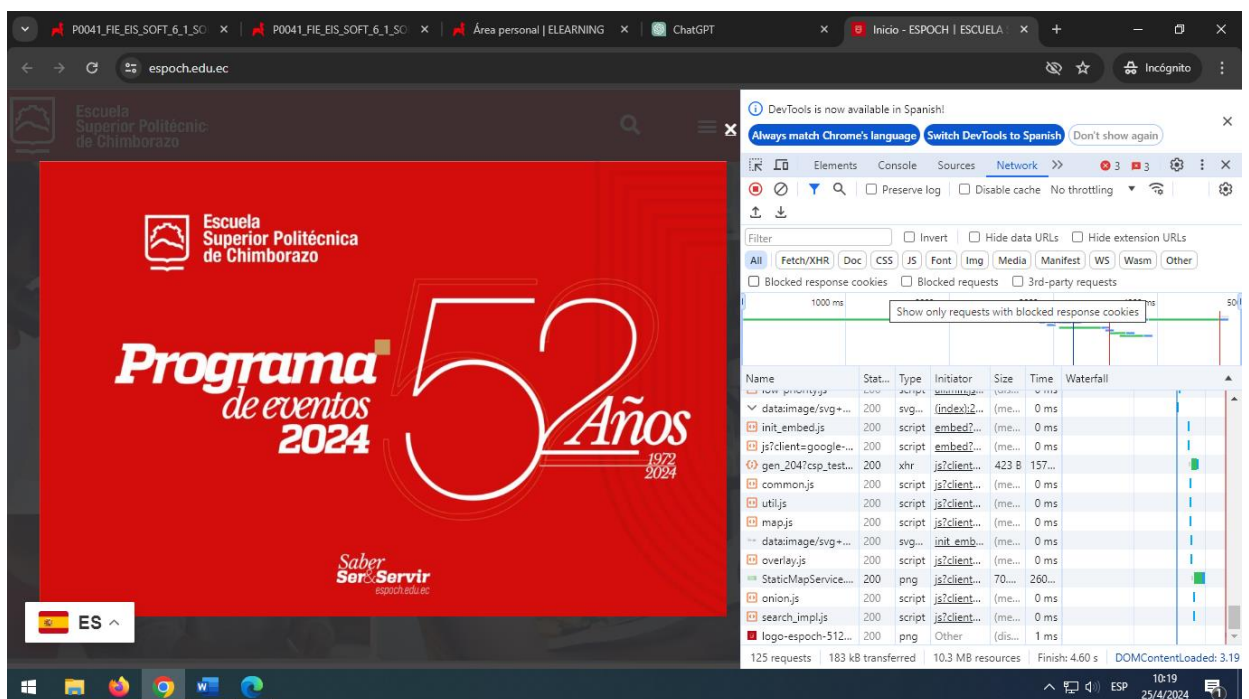 P0041_FIE_EIS_SOFT_6_1_SO
P0041_FIE_EIS_SOFT_6_1_SO
Área personal | ELEARNING
ChatGPT
Inicio - ESPOCH | ESCUELA
espoch.edu.ec
Incógnito
Escuela
Superior Politécnic
de Chimborazo
Escuela
Superior Politécnica
de Chimborazo
Programa
de eventos
2024
52
Años
1972
2024
Saber
Ser&Servir
espoch.edu.ec
ES
DevTools is now available in Spanish!
Always match Chrome's language Switch DevTools to Spanish Don't show again
Elements Console Sources Network 3 3
Preserve log Disable cache No throttling
Filter Invert Hide data URLs Hide extension URLs
All Fetch/XHR Doc CSS JS Font Img Media Manifest WS Wasm Other
Blocked response cookies Blocked requests 3rd-party requests
1000 ms
Show only requests with blocked response cookies
Name Stat... Type Initiator Size Time Waterfall
data:image/svg+... 200 svg... (index):2... (me... 0 ms
init_embed.js 200 script embed?... (me... 0 ms
js?client=google-... 200 script embed?... (me... 0 ms
gen_204?csp_test... 200 xhr js?client... 423 B 157...
common.js 200 script js?client... (me... 0 ms
util.js 200 script js?client... (me... 0 ms
map.js 200 script js?client... (me... 0 ms
data:image/svg+... 200 svg... init_emb... (me... 0 ms
overlay.js 200 script js?client... (me... 0 ms
StaticMapService.... 200 png js?client... 70.... 260...
onion.js 200 script js?client... (me... 0 ms
search_impl.js 200 script js?client... (me... 0 ms
logo-espoch-512... 200 png Other (dis... 1 ms
125 requests 183 kB transferred 10.3 MB resources Finish: 4.60 s DOMContentLoaded: 3.19
ESP
10:19
25/4/2024